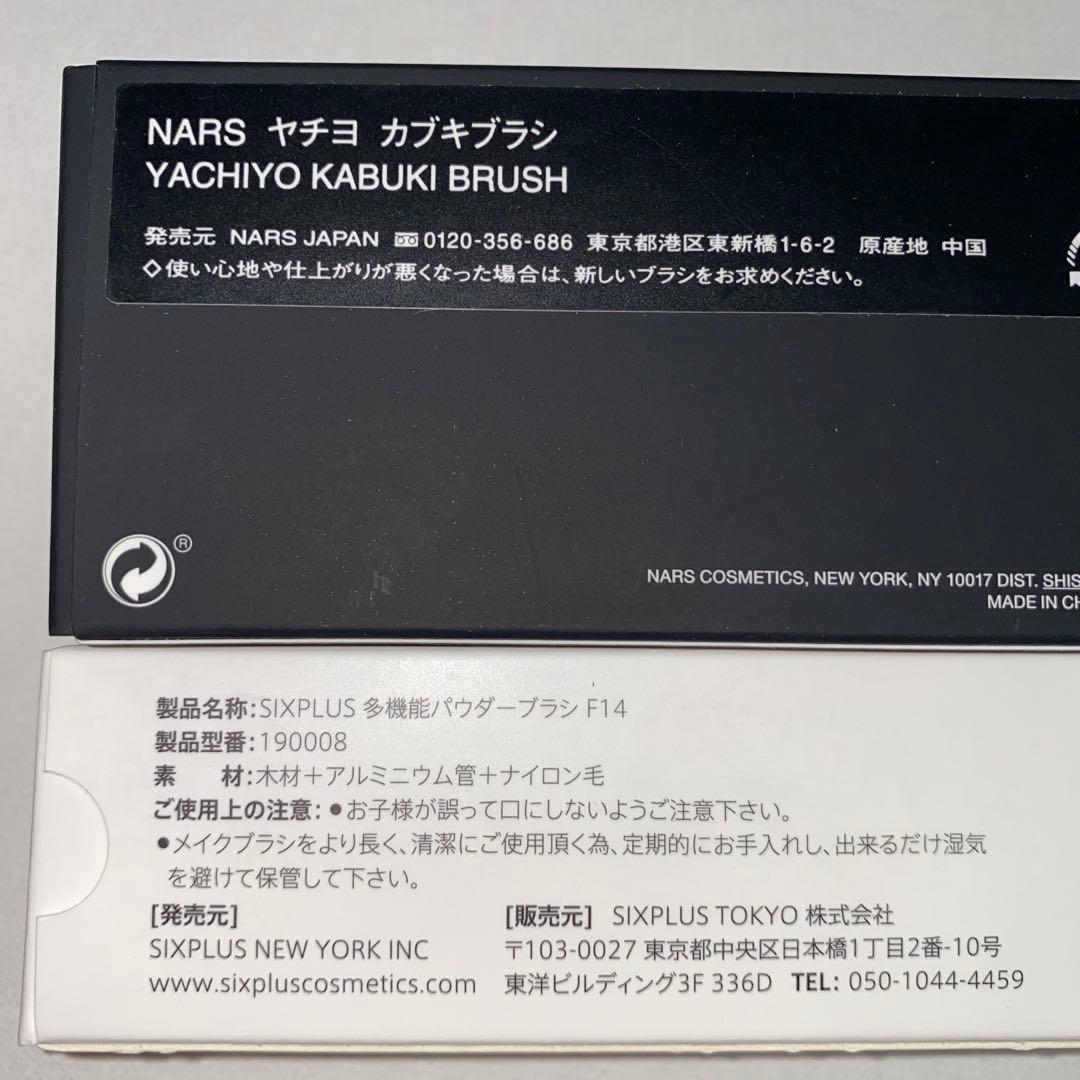 NARS ヤチヨ カブキブラシ
YACHIYO KABUKI BRUSH
発売元 NARS JAPAN 0120-356-686 東京都港区東新橋1-6-2 原産地 中国
◇使い心地や仕上がりが悪くなった場合は、新しいブラシをお求めください。
®
NARS COSMETICS, NEW YORK, NY 10017 DIST. SHIS
MADE IN CH
製品名称:SIXPLUS 多機能パウダーブラシ F14
製品型番:190008
素 材:木材+アルミニウム管+ナイロン毛
ご使用上の注意:●お子様が誤って口にしないようご注意下さい。
●メイクブラシをより長く、清潔にご使用頂く為、定期的にお手入れし、出来るだけ湿気
を避けて保管して下さい。
[発売元] [販売元] SIXPLUS TOKYO 株式会社
SIXPLUS NEW YORK INC 〒103-0027 東京都中央区日本橋1丁目2番-10号
www.sixpluscosmetics.com 東洋ビルディング3F 336D TEL: 050-1044-4459